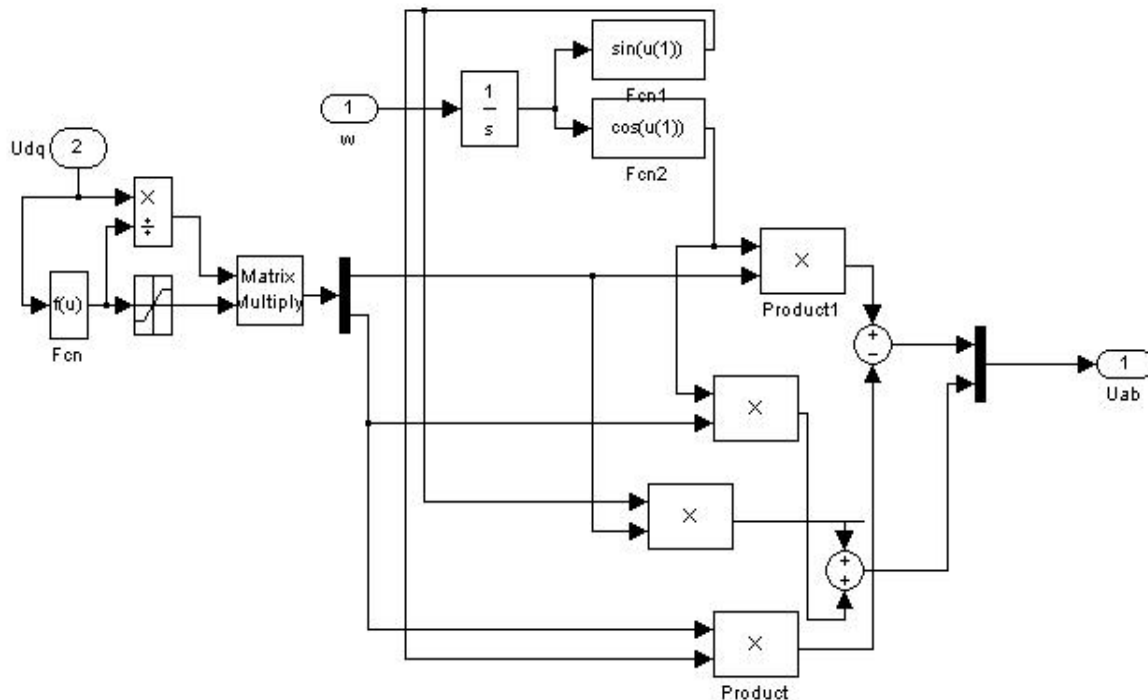 sin(u(1))
Fcn1
1
w
1
s
cos(u(1))
Fcn2
Udq
2
×
÷
f(u)
Fcn
Matrix
Multiply
×
Product1
+
−
1
Uab
×
×
+
+
×
Product